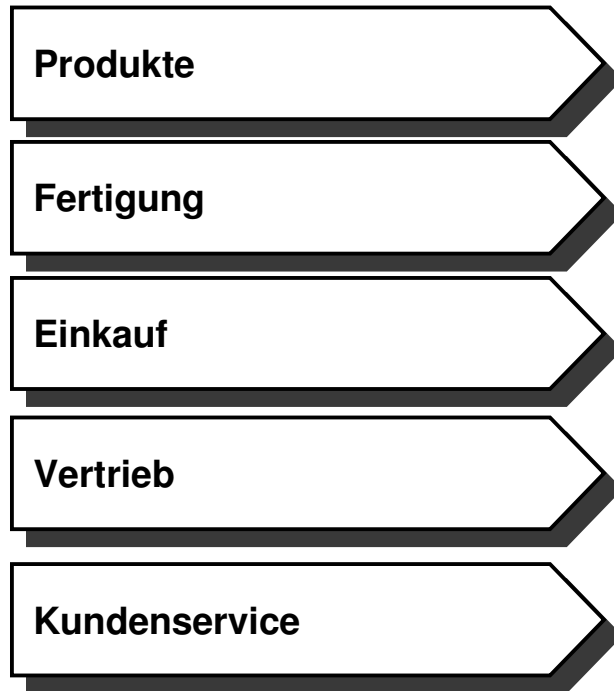 Produkte
Fertigung
Einkauf
Vertrieb
Kundenservice